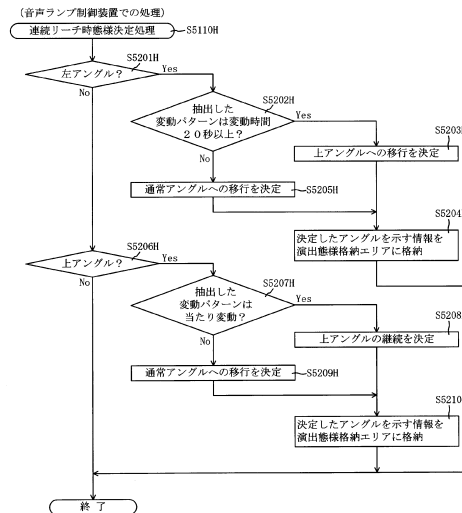 (音声ランプ制御装置での処理)
連続リーチ時態様決定処理
S5110H
S5201H
左アングル?
Yes
No
S5202H
抽出した
変動パターンは変動時間
20秒以上?
Yes
No
S5203
上アングルへの移行を決定
通常アングルへの移行を決定
S5205H
S5204
決定したアングルを示す情報を
演出態様格納エリアに格納
S5206H
上アングル?
Yes
No
S5207H
抽出した
変動パターンは
当たり変動?
Yes
No
S5208
上アングルの継続を決定
通常アングルへの移行を決定
S5209H
S5210
決定したアングルを示す情報を
演出態様格納エリアに格納
終了